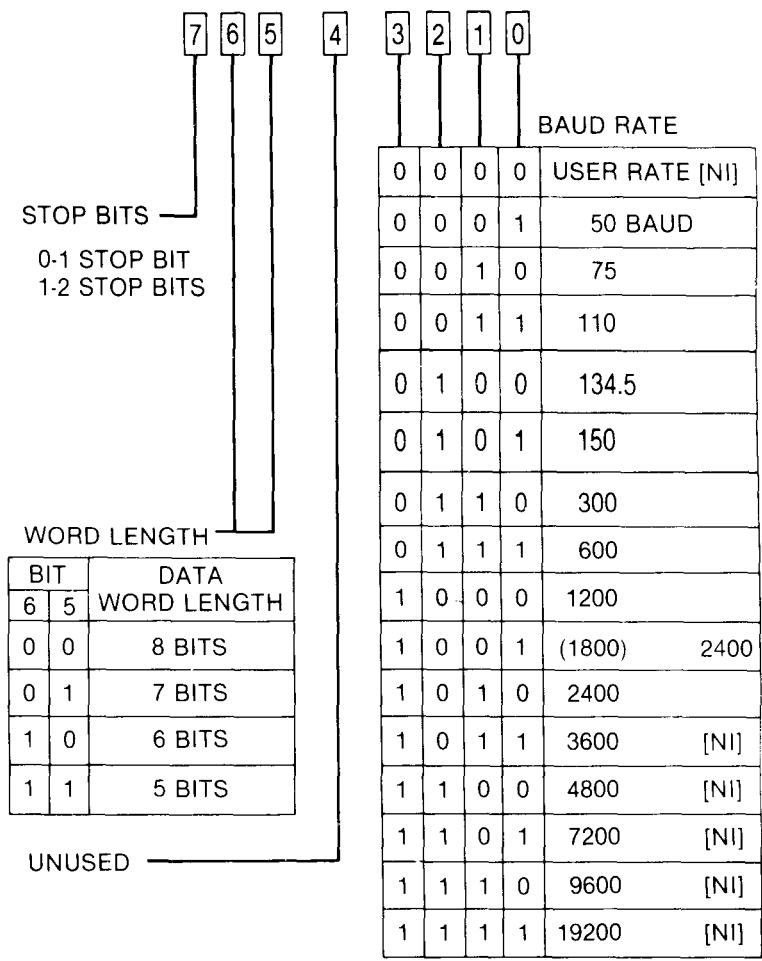 7 6 5 4 3 2 1 0
BAUD RATE
0 0 0 0 USER RATE [NI]
0 0 0 1 50 BAUD
0 0 1 0 75
0 0 1 1 110
0 1 0 0 134.5
0 1 0 1 150
0 1 1 0 300
0 1 1 1 600
1 0 0 0 1200
1 0 0 1 (1800) 2400
1 0 1 0 2400
1 0 1 1 3600 [NI]
1 1 0 0 4800 [NI]
1 1 0 1 7200 [NI]
1 1 1 0 9600 [NI]
1 1 1 1 19200 [NI]
STOP BITS
0-1 STOP BIT
1-2 STOP BITS
WORD LENGTH
BIT DATA
6 5 WORD LENGTH
0 0 8 BITS
0 1 7 BITS
1 0 6 BITS
1 1 5 BITS
UNUSED